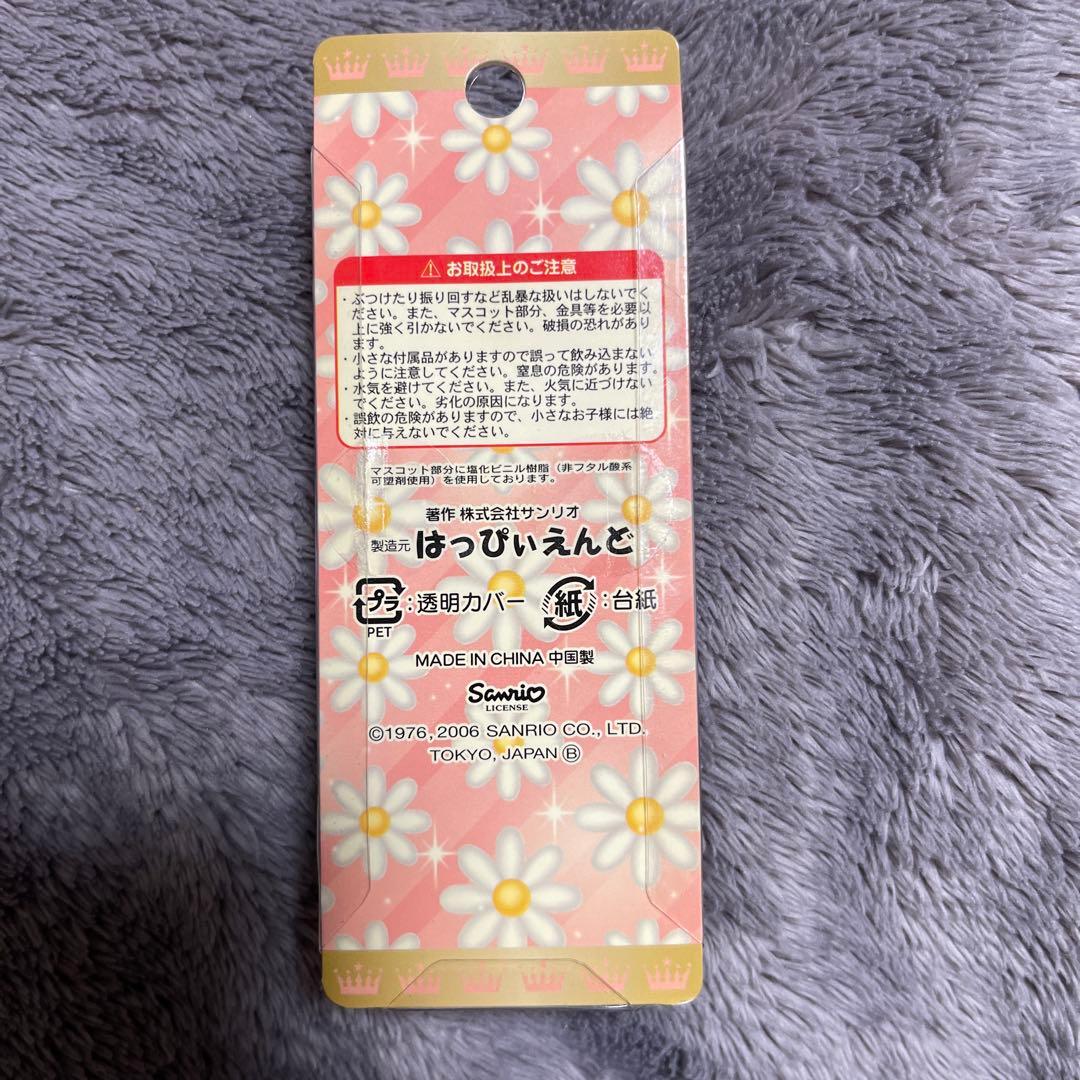 ⚠ お取扱上のご注意
・ぶつけたり振り回すなど乱暴な扱いはしないでく
ださい。また、マスコット部分、金具等を必要以
上に強く引かないでください。破損の恐れがあり
ます。
・小さな付属品がありますので誤って飲み込まない
ように注意してください。窒息の危険があります。
・水気を避けてください。また、火気に近づけない
でください。劣化の原因になります。
・誤飲の危険がありますので、小さなお子様には絶
対に与えないでください。
マスコット部分に塩化ビニル樹脂（非フタル酸系
可塑剤使用）を使用しております。
著作 株式会社サンリオ
製造元 はっぴぃえんど
プラ:透明カバー 紙:台紙
PET
MADE IN CHINA 中国製
Sanrio
LICENSE
©1976, 2006 SANRIO CO., LTD.
TOKYO, JAPAN Ⓑ